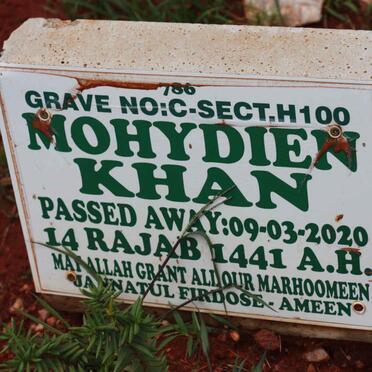 786
GRAVE NO:C-SECT.H100
MOHYDIEN
KHAN
PASSED AWAY:09-03-2020
14 RAJAB 1441 A.H.
MAY ALLAH GRANT ALL OUR MARHOOMEEN
JANNATUL FIRDOSE - AMEEN